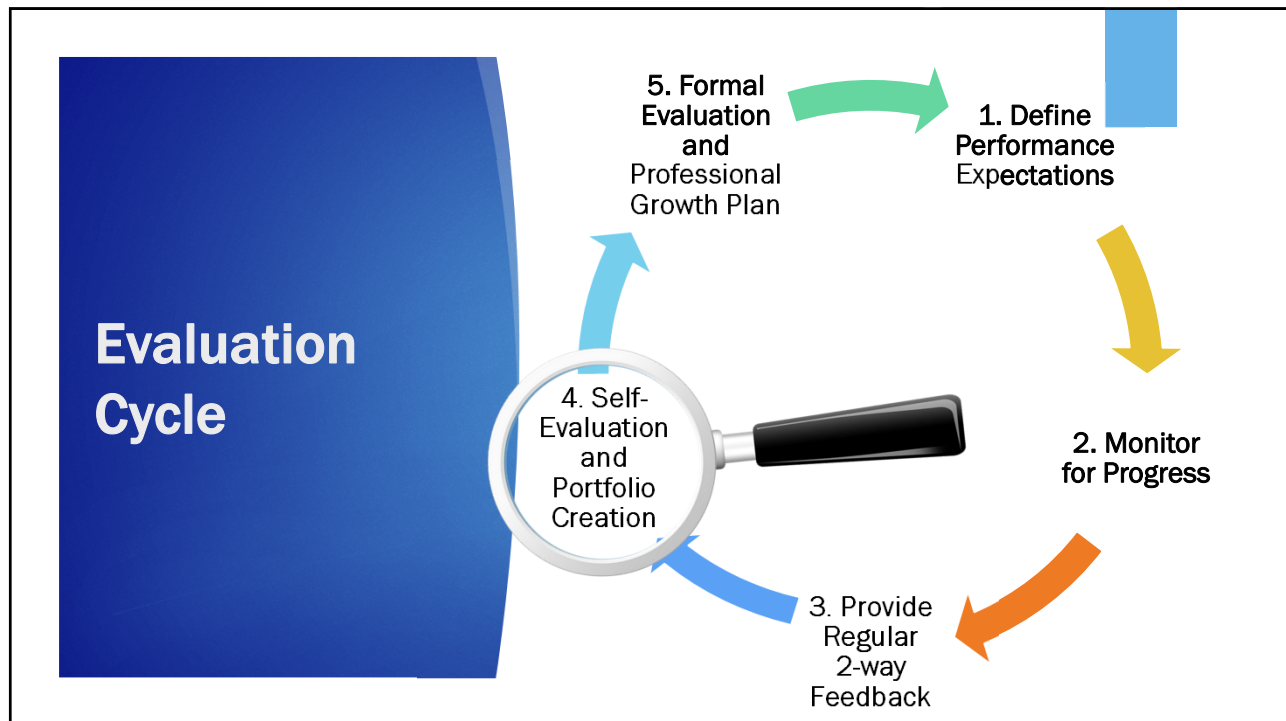 Evaluation
Cycle
5. Formal
Evaluation
and
Professional
Growth Plan
1. Define
Performance
Expectations
2. Monitor
for Progress
3. Provide
Regular
2-way
Feedback
4. Self-
Evaluation
and
Portfolio
Creation